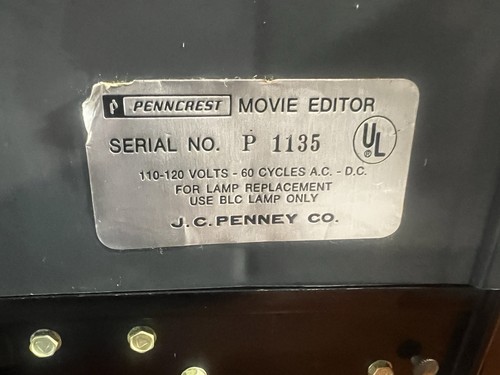 PENNCREST MOVIE EDITOR
SERIAL NO. P 1135
UL
110-120 VOLTS - 60 CYCLES A.C. - D.C.
FOR LAMP REPLACEMENT
USE BLC LAMP ONLY
J.C. PENNEY CO.